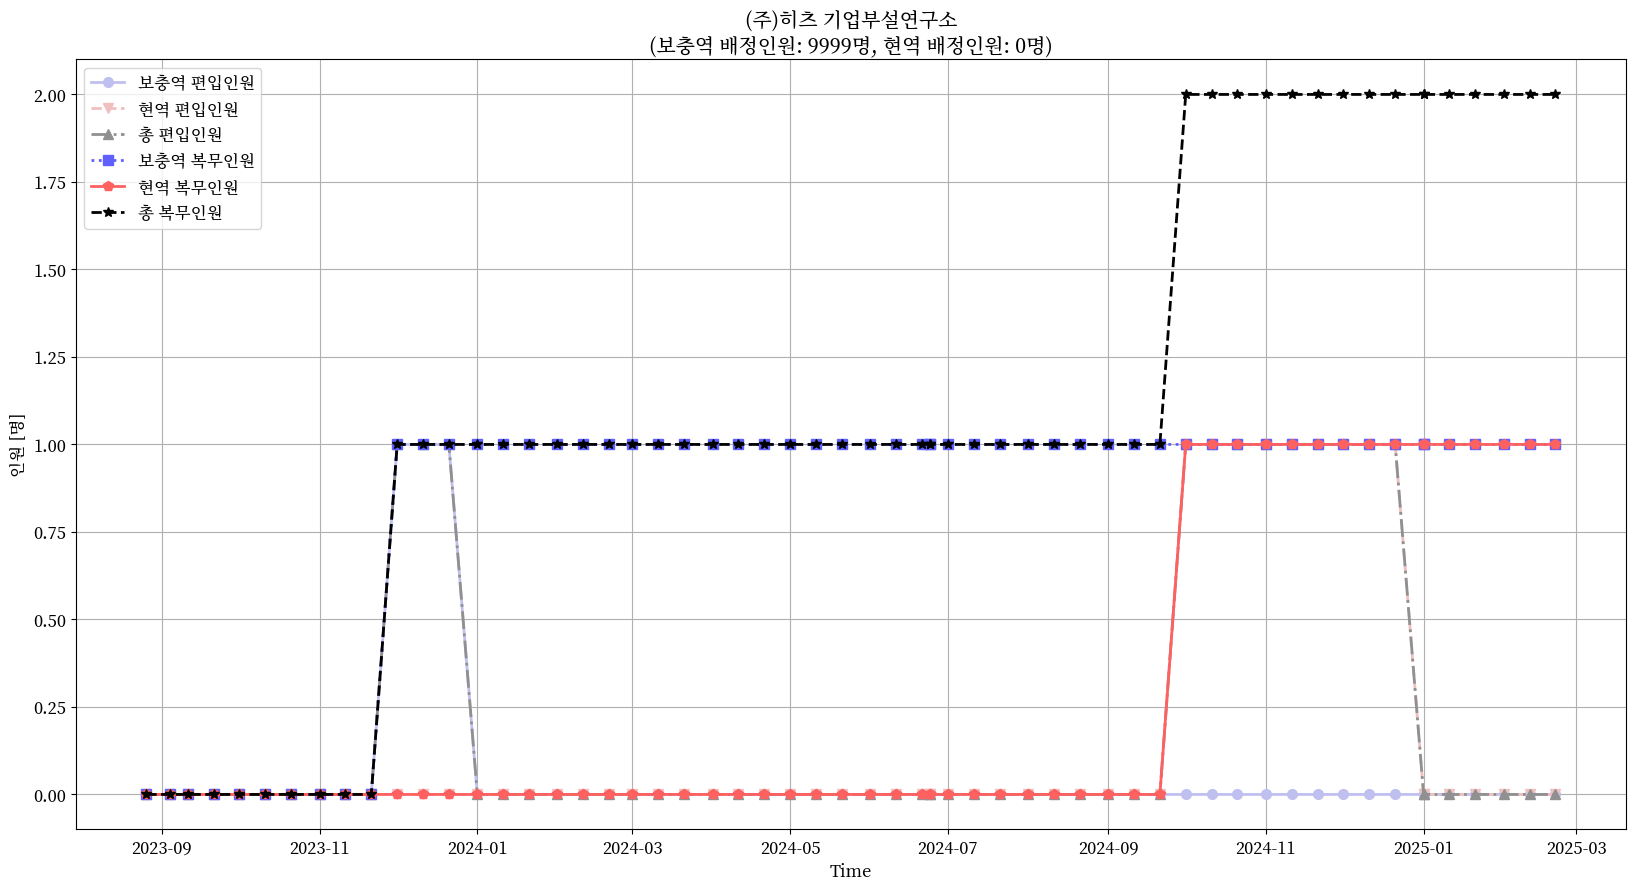 (주)히츠 기업부설연구소
(보충역 배정인원: 9999명, 현역 배정인원: 0명)
보충역 편입인원
현역 편입인원
총 편입인원
보충역 복무인원
현역 복무인원
총 복무인원
2.00
1.75
1.50
1.25
1.00
0.75
0.50
0.25
0.00
인원 [명]
2023-09 2023-11 2024-01 2024-03 2024-05 2024-07 2024-09 2024-11 2025-01 2025-03
Time